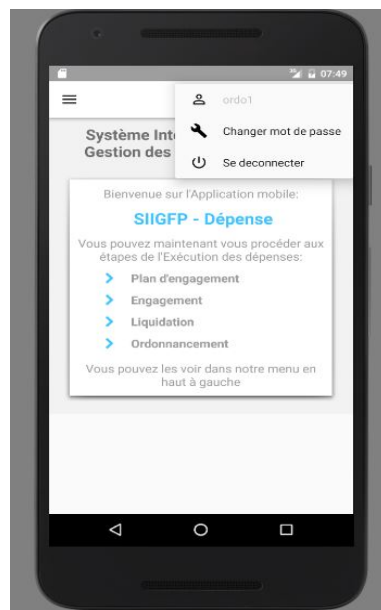 07:49
ordo1
Changer mot de passe
Se deconnecter
Système Int
Gestion des
Bienvenue sur l'Application mobile:
SIIGFP - Dépense
Vous pouvez maintenant vous procéder aux
étapes de l'Exécution des dépenses:
Plan d'engagement
Engagement
Liquidation
Ordonnancement
Vous pouvez les voir dans notre menu en
haut à gauche